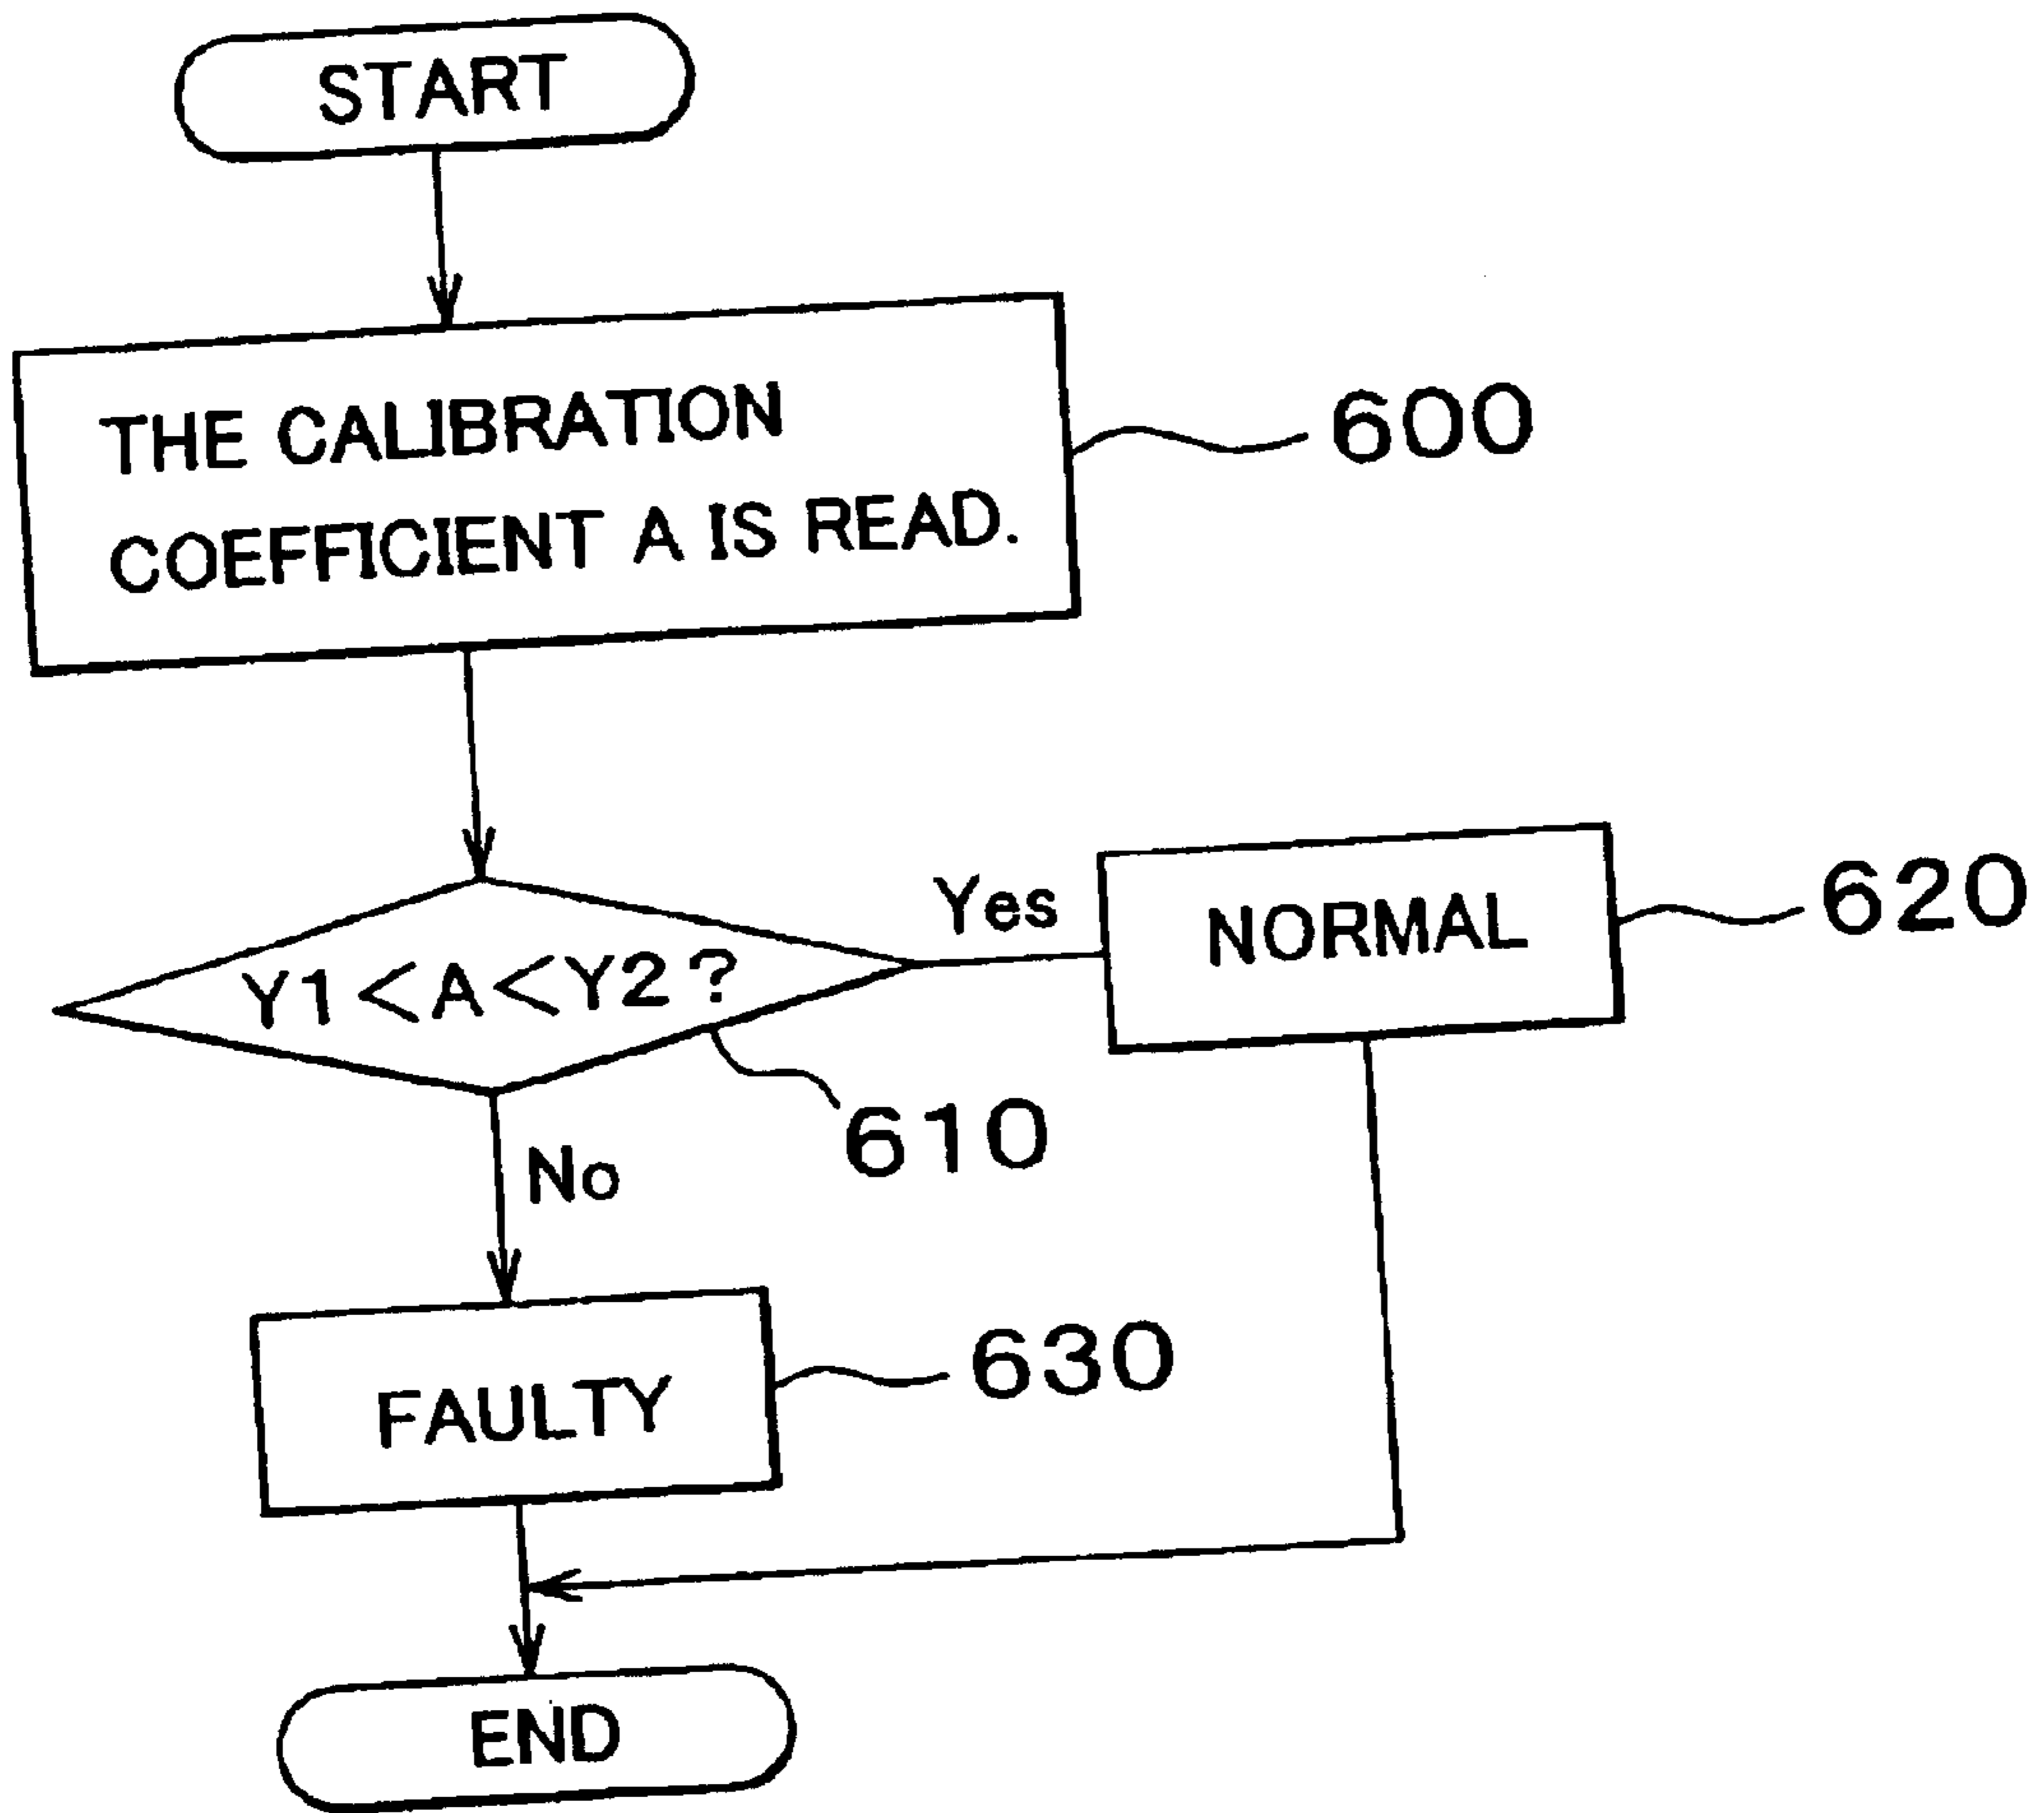 START
THE CALIBRATION
COEFFICIENT A IS READ.
600
Y1<A<Y2?
Yes
NORMAL
620
610
No
FAULTY
630
END